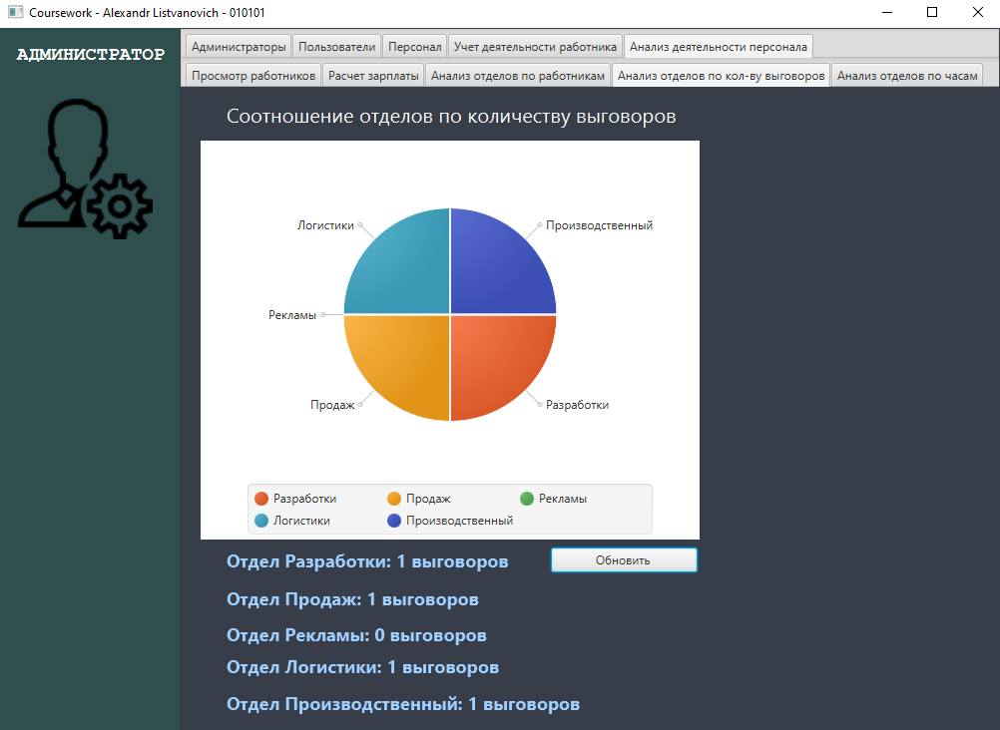 Coursework - Alexandr Listvanovich - 010101
АДМИНИСТРАТОР
Администраторы Пользователи Персонал Учет деятельности работника Анализ деятельности персонала
Просмотр работников Расчет зарплаты Анализ отделов по работникам Анализ отделов по кол-ву выговоров Анализ отделов по часам
Соотношение отделов по количеству выговоров
Логистики Производственный
Рекламы
Продаж Разработки
Разработки Продаж Рекламы
Логистики Производственный
Отдел Разработки: 1 выговоров Обновить
Отдел Продаж: 1 выговоров
Отдел Рекламы: 0 выговоров
Отдел Логистики: 1 выговоров
Отдел Производственный: 1 выговоров